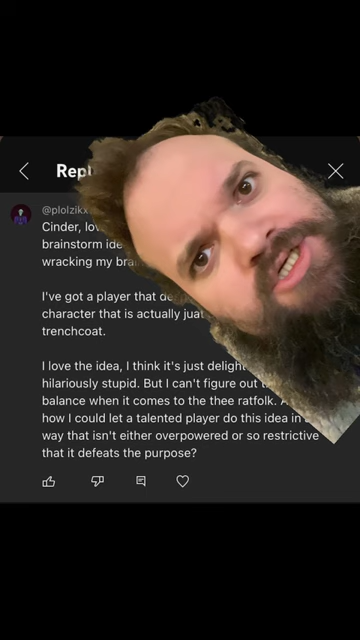 Repl
@plolzikx
Cinder, lov
brainstorm ide
wracking my bra
I've got a player that de
character that is actually juat
trenchcoat.
I love the idea, I think it's just delight
hilariously stupid. But I can't figure out
balance when it comes to the thee ratfolk.
how I could let a talented player do this idea in a
way that isn't either overpowered or so restrictive
that it defeats the purpose?